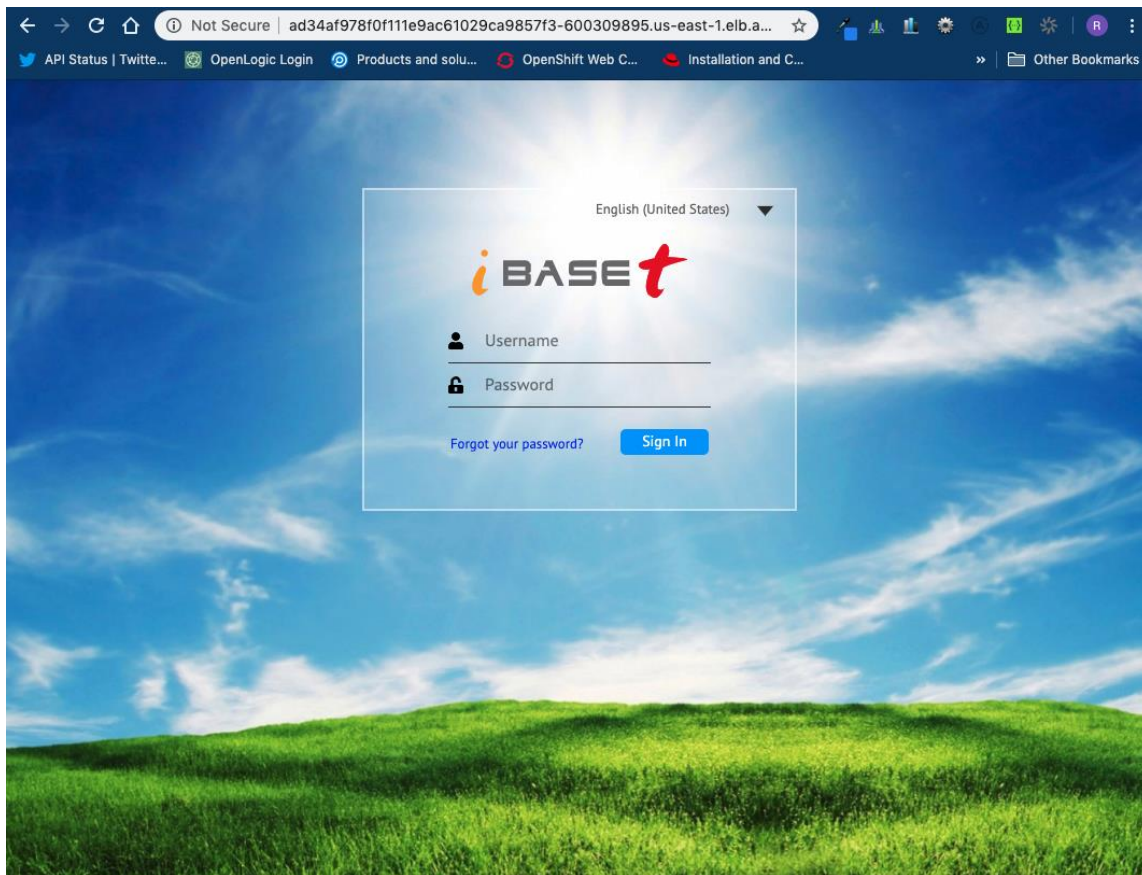 Not Secure | ad34af978f0f111e9ac61029ca9857f3-600309895.us-east-1.elb.a...
R
API Status | Twitte... OpenLogic Login Products and solu... OpenShift Web C... Installation and C... » Other Bookmarks
English (United States)
iBASEt
Username
Password
Forgot your password? Sign In